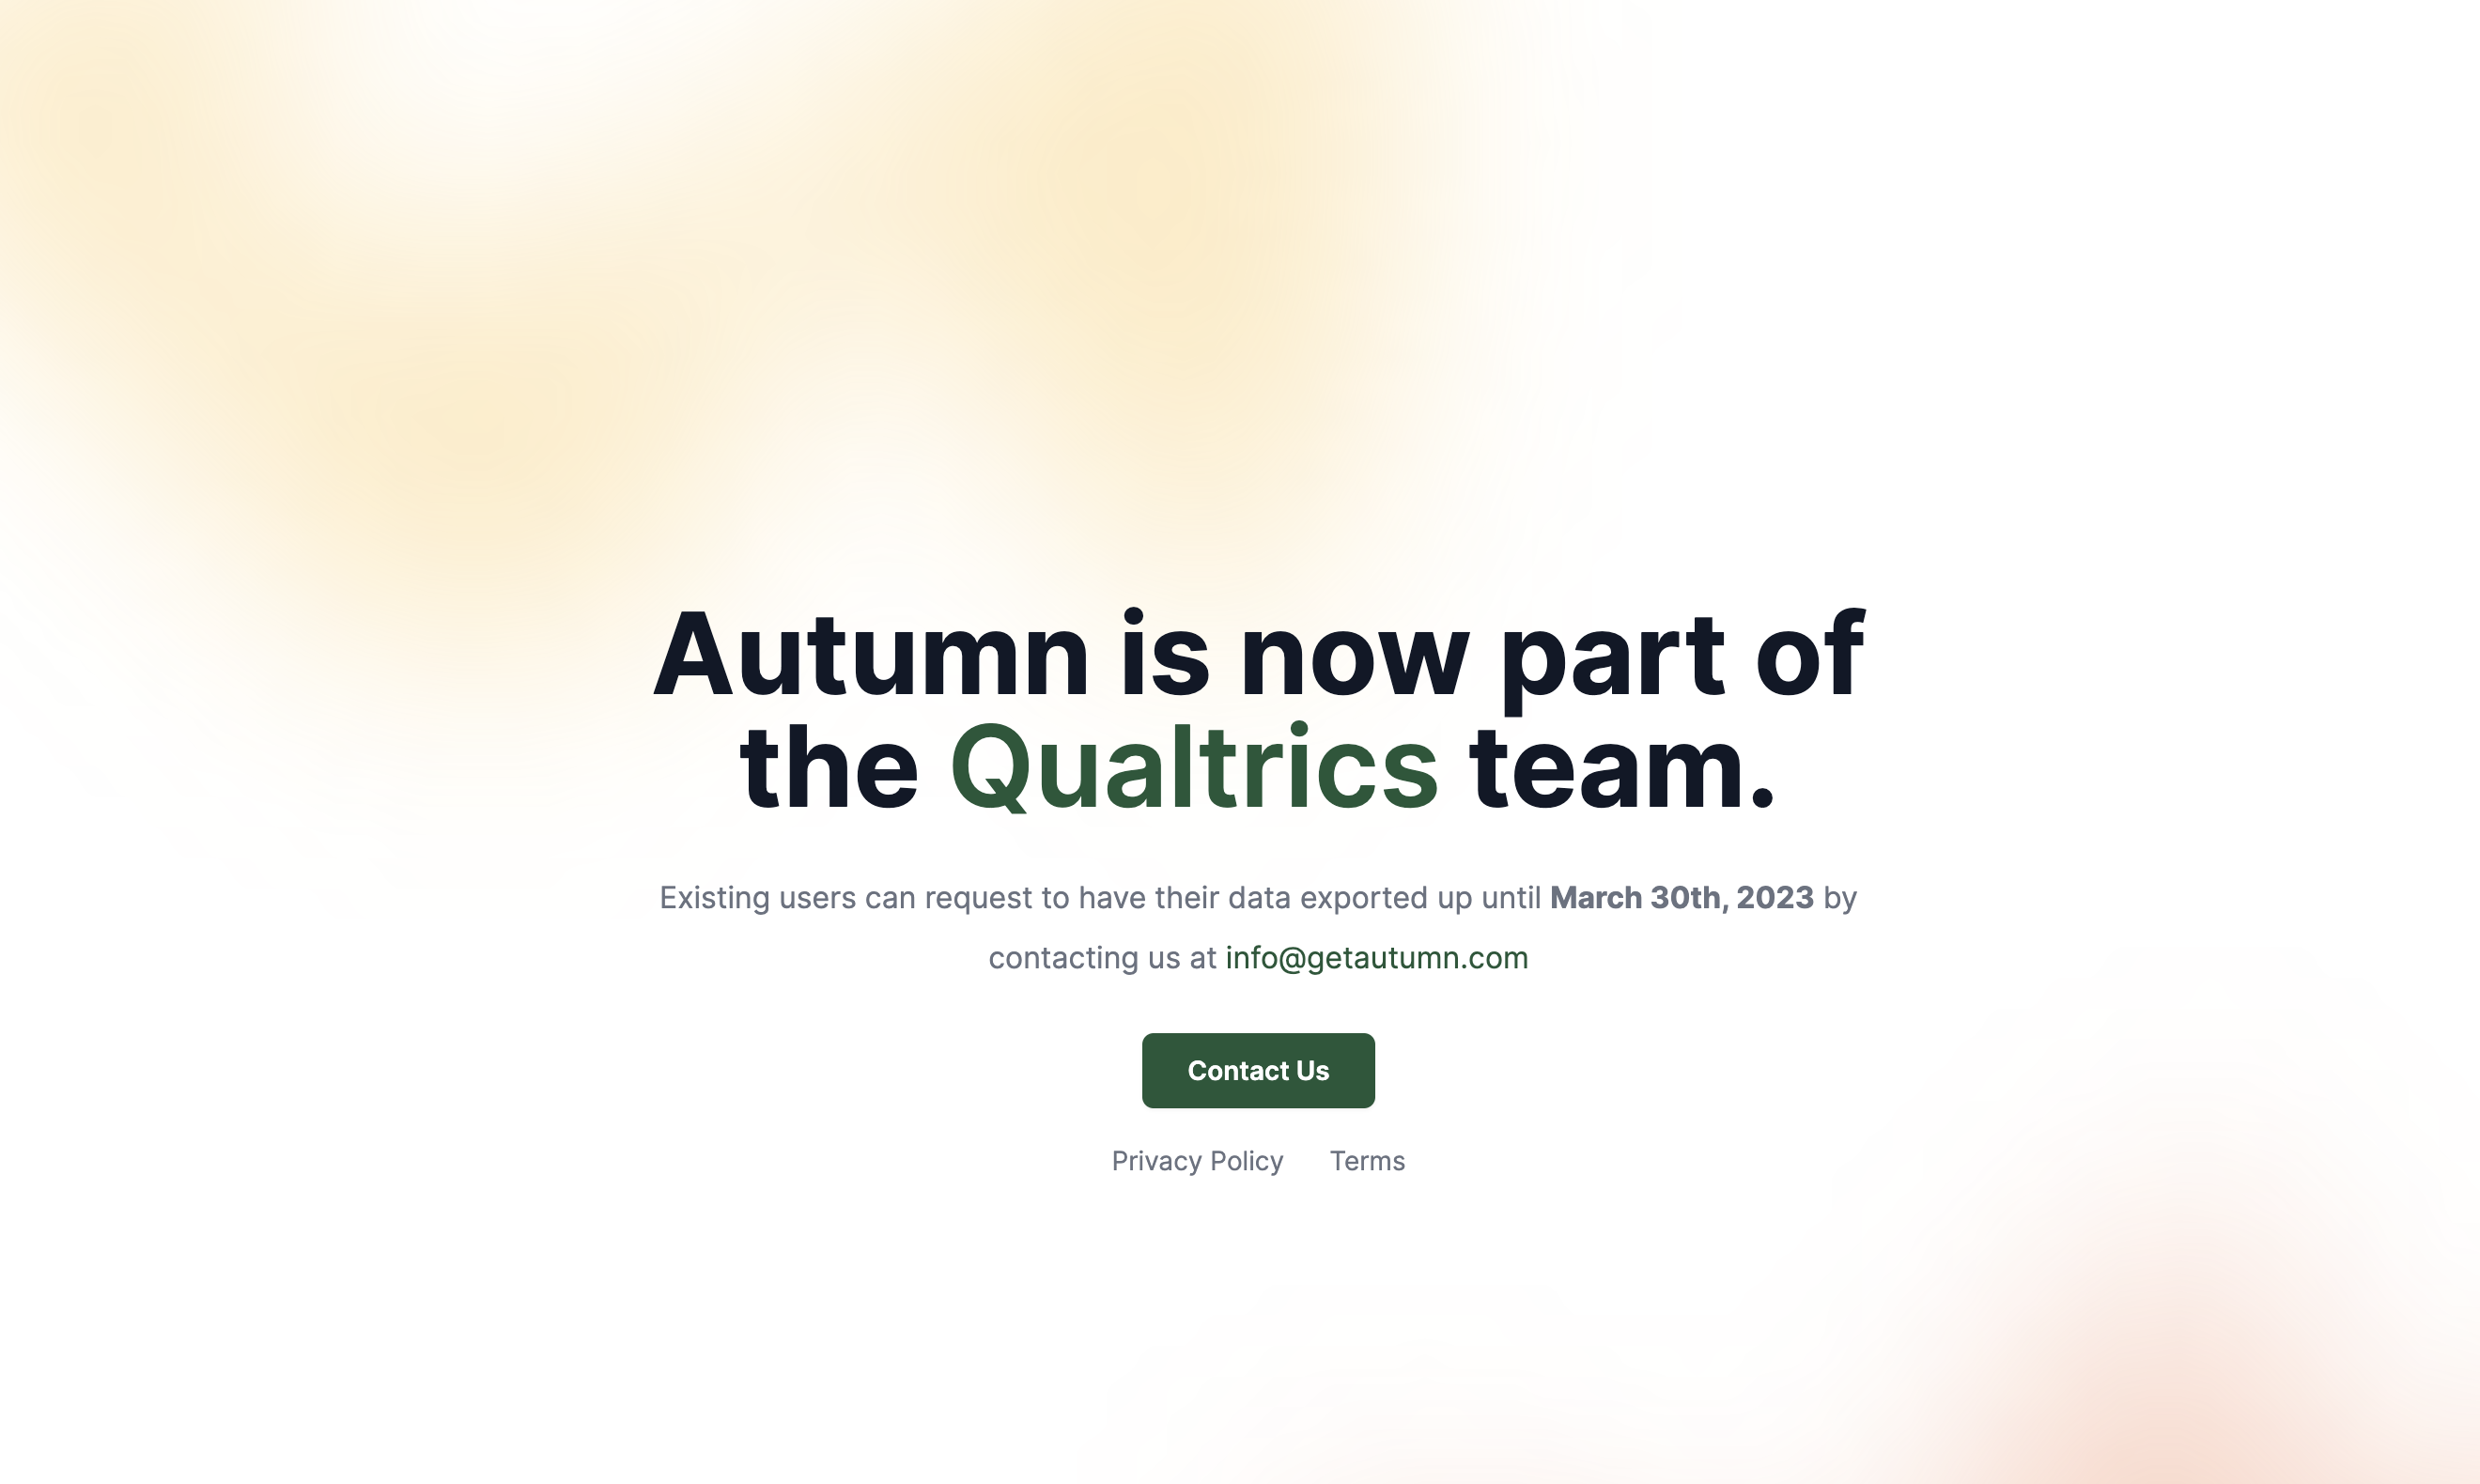 Autumn is now part of
the Qualtrics team.
Existing users can request to have their data exported up until March 30th, 2023 by
contacting us at info@getautumn.com
Contact Us
Privacy Policy Terms